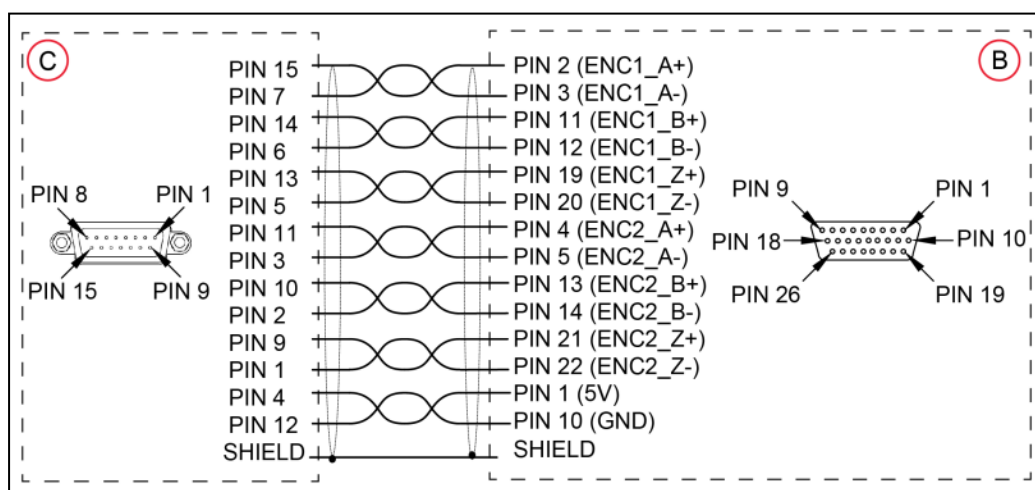 C
B
PIN 15
PIN 2 (ENC1_A+)
PIN 7
PIN 3 (ENC1_A-)
PIN 14
PIN 11 (ENC1_B+)
PIN 6
PIN 12 (ENC1_B-)
PIN 13
PIN 19 (ENC1_Z+)
PIN 5
PIN 20 (ENC1_Z-)
PIN 11
PIN 4 (ENC2_A+)
PIN 3
PIN 5 (ENC2_A-)
PIN 10
PIN 13 (ENC2_B+)
PIN 2
PIN 14 (ENC2_B-)
PIN 9
PIN 21 (ENC2_Z+)
PIN 1
PIN 22 (ENC2_Z-)
PIN 4
PIN 1 (5V)
PIN 12
PIN 10 (GND)
SHIELD
SHIELD
PIN 8
PIN 1
PIN 15
PIN 9
PIN 9
PIN 1
PIN 18
PIN 10
PIN 26
PIN 19